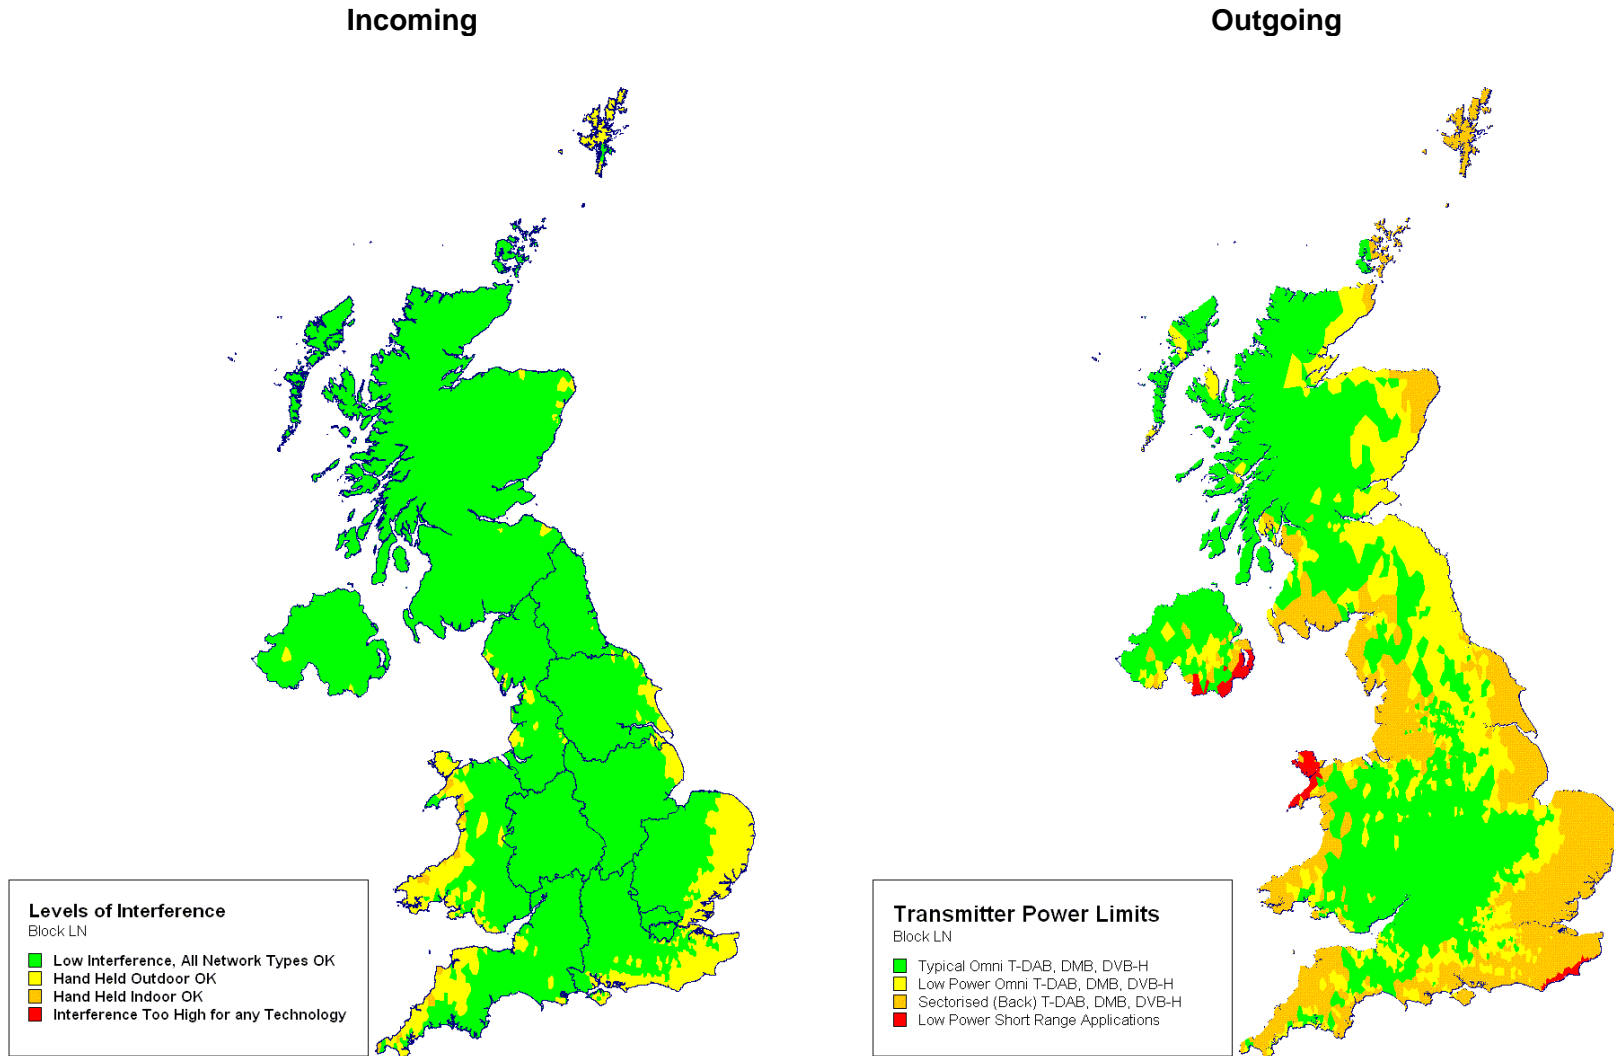 Incoming
Outgoing
Levels of Interference
Block LN
Low Interference, All Network Types OK
Hand Held Outdoor OK
Hand Held Indoor OK
Interference Too High for any Technology
Transmitter Power Limits
Block LN
Typical Omni T-DAB, DMB, DVB-H
Low Power Omni T-DAB, DMB, DVB-H
Sectorised (Back) T-DAB, DMB, DVB-H
Low Power Short Range Applications